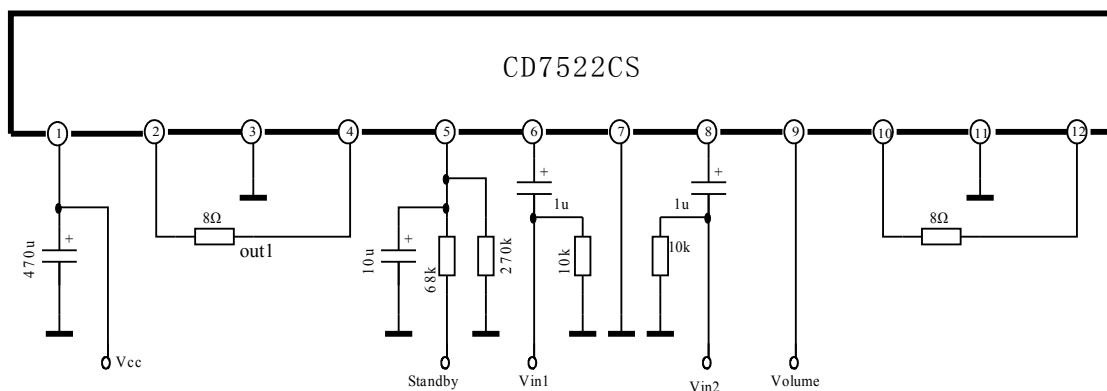 CD7522CS
1 2 3 4 5 6 7 8 9 10 11 12
+ +
1u 1u
8Ω 8Ω
+ +
out1 10k
470u 10u 68k 270k 10k
Vcc
Standby Vin1 Vin2 Volume